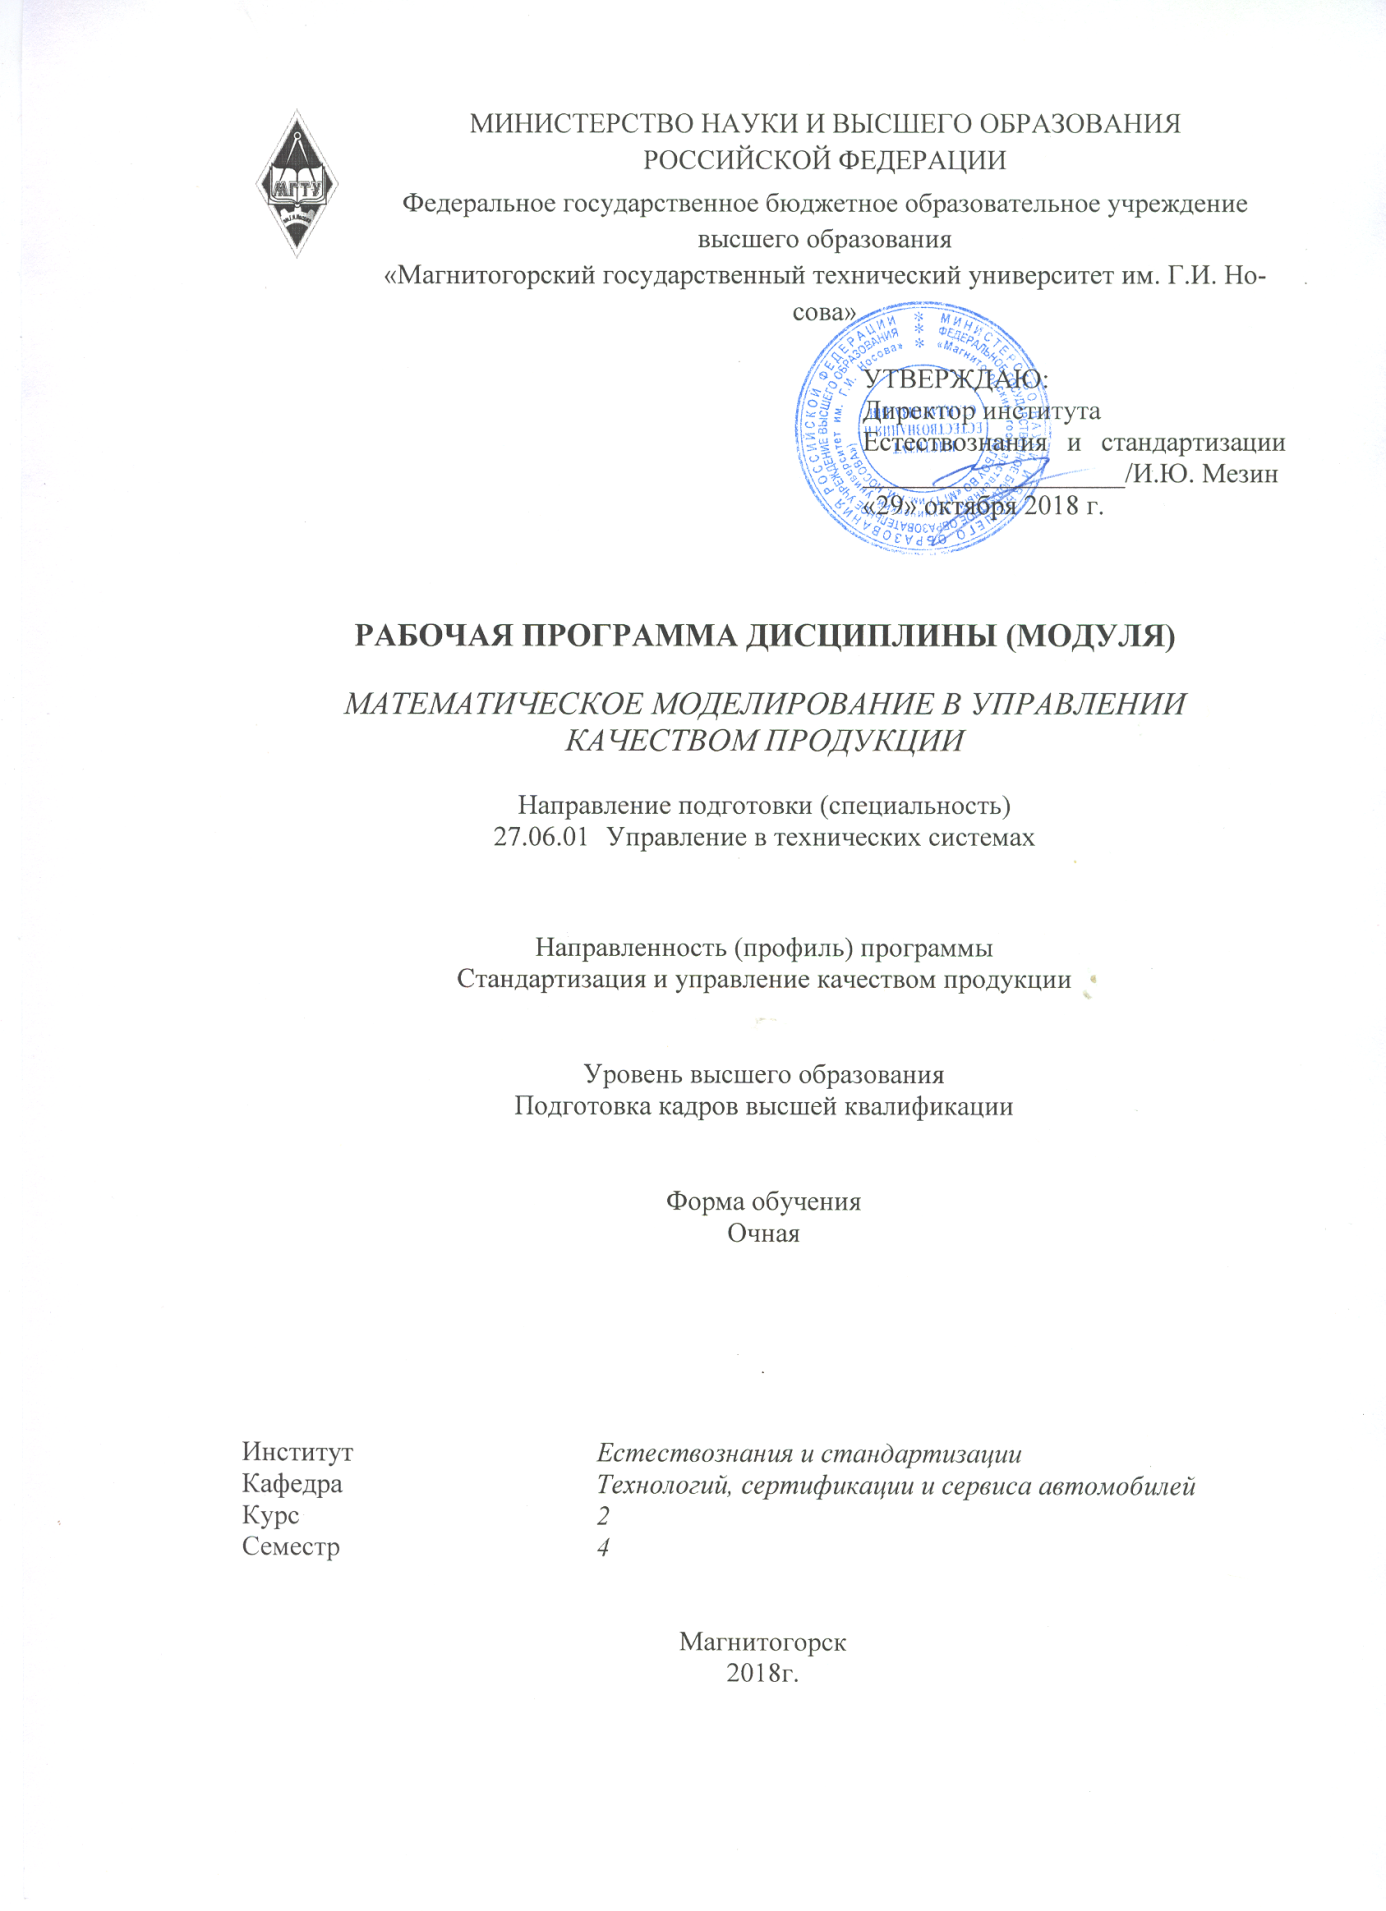 МИНИСТЕРСТВО НАУКИ И ВЫСШЕГО ОБРАЗОВАНИЯ
РОССИЙСКОЙ ФЕДЕРАЦИИ
Федеральное государственное бюджетное образовательное учреждение
высшего образования
«Магнитогорский государственный технический университет им. Г.И. Но-
сова»
МГТУ
УТВЕРЖДАЮ:
Директор института
Естествознания и стандартизации
/И.Ю. Мезин
«29» октября 2018 г.
РАБОЧАЯ ПРОГРАММА ДИСЦИПЛИНЫ (МОДУЛЯ)
МАТЕМАТИЧЕСКОЕ МОДЕЛИРОВАНИЕ В УПРАВЛЕНИИ
КАЧЕСТВОМ ПРОДУКЦИИ
Направление подготовки (специальность)
27.06.01 Управление в технических системах
Направленность (профиль) программы
Стандартизация и управление качеством продукции
Уровень высшего образования
Подготовка кадров высшей квалификации
Форма обучения
Очная
Институт Естествознания и стандартизации
Кафедра Технологий, сертификации и сервиса автомобилей
Курс 2
Семестр 4
Магнитогорск
2018г.